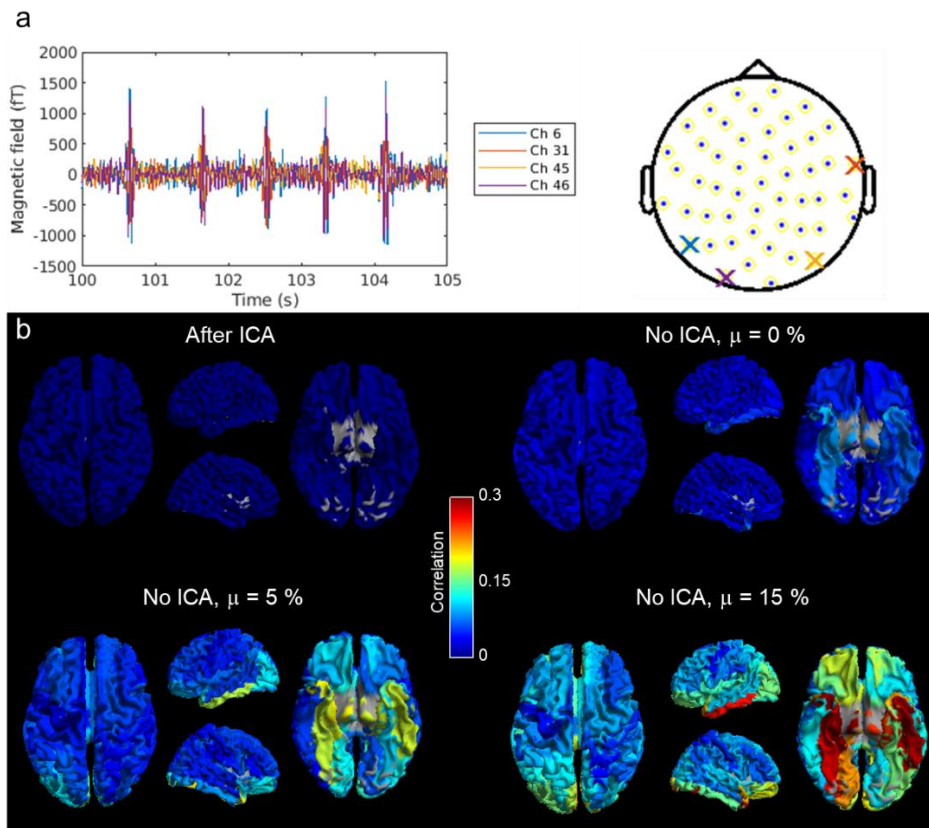 a
2000
1500
1000
500
0
-500
-1000
-1500
100 101 102 103 104 105
Magnetic field (fT)
Time (s)
Ch 6
Ch 31
Ch 45
Ch 46
b
After ICA
No ICA, μ = 0 %
0.3
0.15
0
Correlation
No ICA, μ = 5 %
No ICA, μ = 15 %